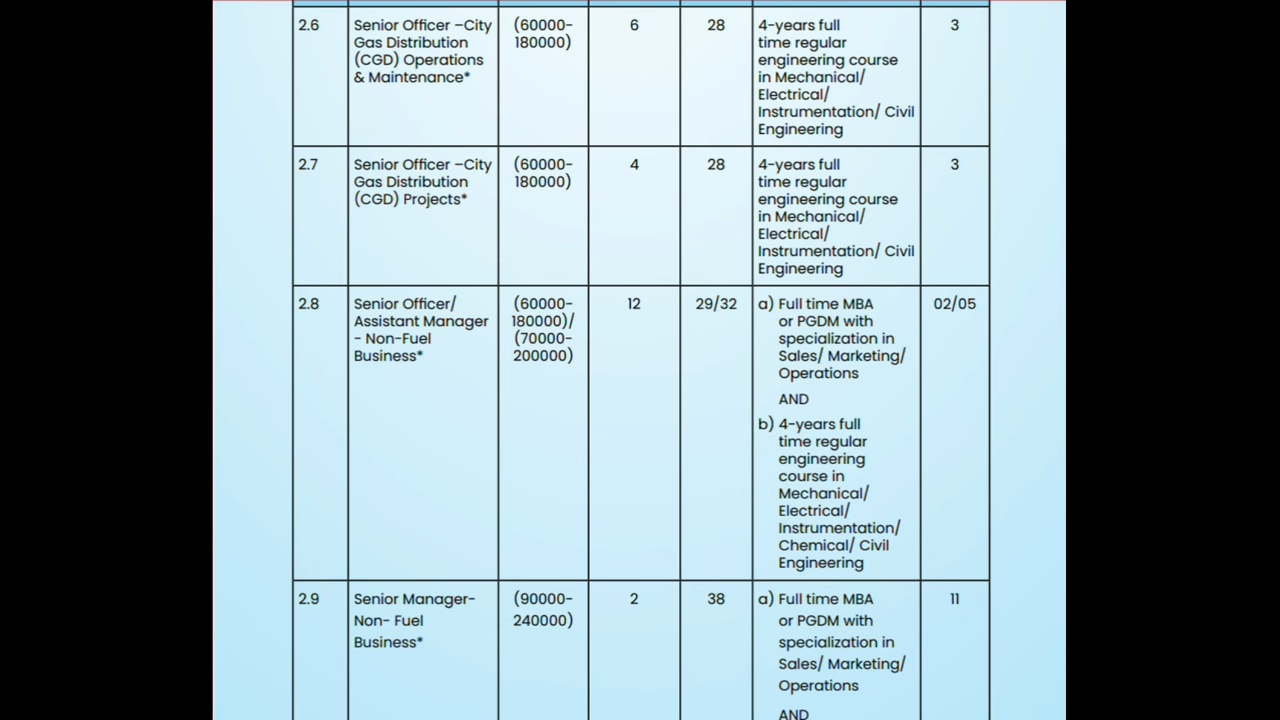 2.6
Senior Officer –City
Gas Distribution
(CGD) Operations
& Maintenance*
(60000-
180000)
6
28
4-years full
time regular
engineering course
in Mechanical/
Electrical/
Instrumentation/ Civil
Engineering
3
2.7
Senior Officer –City
Gas Distribution
(CGD) Projects*
(60000-
180000)
4
28
4-years full
time regular
engineering course
in Mechanical/
Electrical/
Instrumentation/ Civil
Engineering
3
2.8
Senior Officer/
Assistant Manager
- Non-Fuel
Business*
(60000-
180000)/
(70000-
200000)
12
29/32
a) Full time MBA
or PGDM with
specialization in
Sales/ Marketing/
Operations
AND
b) 4-years full
time regular
engineering
course in
Mechanical/
Electrical/
Instrumentation/
Chemical/ Civil
Engineering
02/05
2.9
Senior Manager-
Non- Fuel
Business*
(90000-
240000)
2
38
a) Full time MBA
or PGDM with
specialization in
Sales/ Marketing/
Operations
AND
11